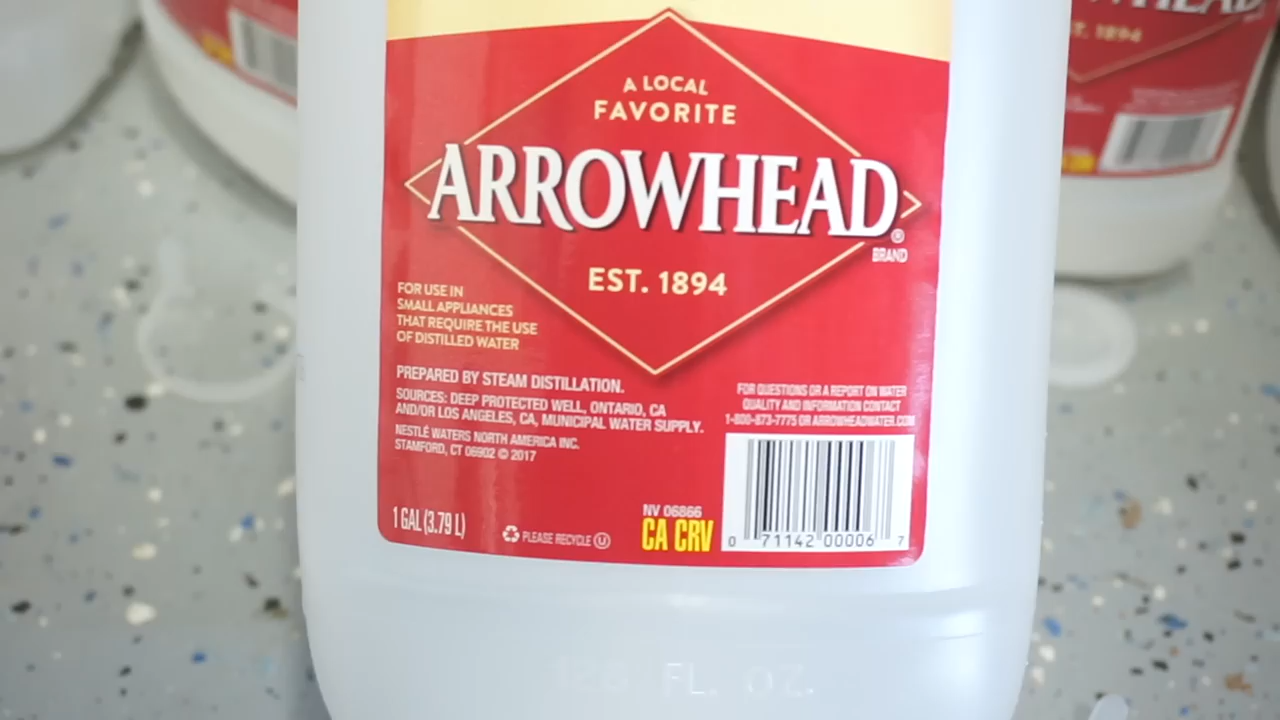 A LOCAL
FAVORITE
ARROWHEAD®
BRAND
EST. 1894
FOR USE IN
SMALL APPLIANCES
THAT REQUIRE THE USE
OF DISTILLED WATER
PREPARED BY STEAM DISTILLATION.
SOURCES: DEEP PROTECTED WELL, ONTARIO, CA
AND/OR LOS ANGELES, CA, MUNICIPAL WATER SUPPLY.
NESTLÉ WATERS NORTH AMERICA INC.
STAMFORD, CT 06902 © 2017
FOR QUESTIONS OR A REPORT ON WATER
QUALITY AND INFORMATION CONTACT
1-800-873-7775 OR ARROWHEADWATER.COM
1 GAL (3.79 L)
PLEASE RECYCLE U
NV 06866
CA CRV
0 71142 00006 7
128 FL. OZ.
1894